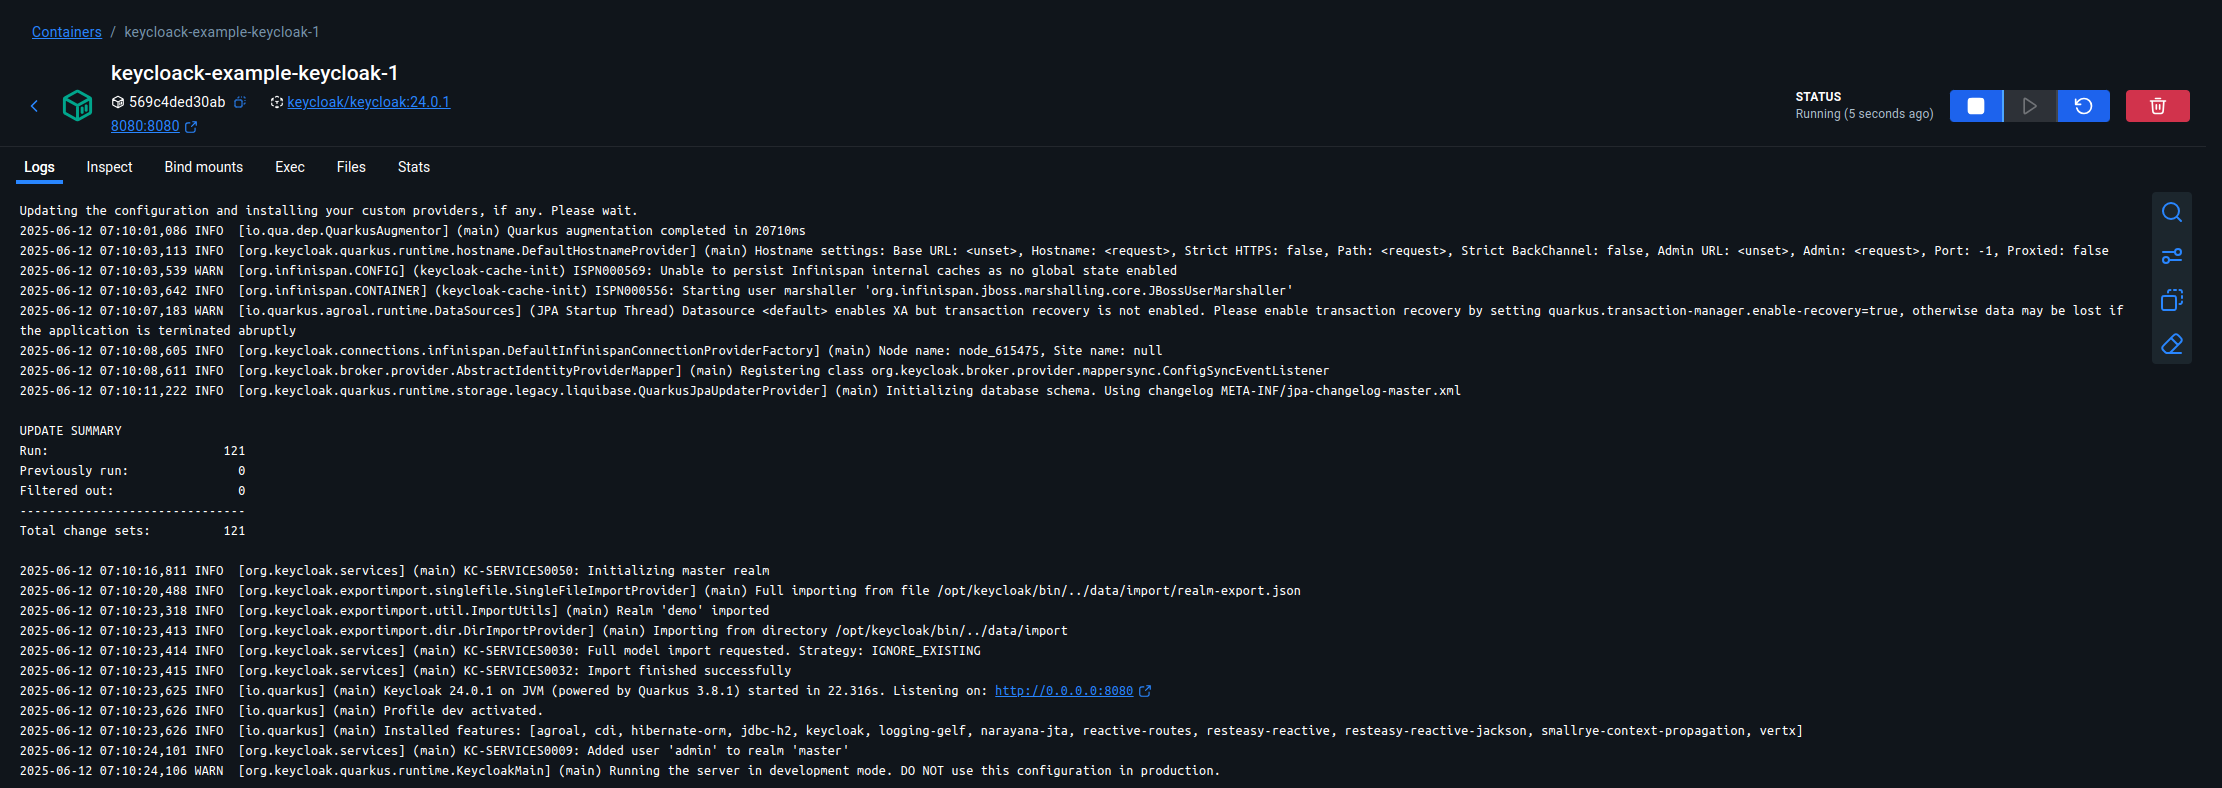 Containers / keycloack-example-keycloak-1
keycloack-example-keycloak-1
569c4ded30ab keycloak/keycloak:24.0.1
8080:8080
STATUS
Running (5 seconds ago)
Logs Inspect Bind mounts Exec Files Stats
Updating the configuration and installing your custom providers, if any. Please wait.
2025-06-12 07:10:01,086 INFO  [io.qua.dep.QuarkusAugmentor] (main) Quarkus augmentation completed in 20710ms
2025-06-12 07:10:03,113 INFO  [org.keycloak.quarkus.runtime.hostname.DefaultHostnameProvider] (main) Hostname settings: Base URL: <unset>, Hostname: <request>, Strict HTTPS: false, Path: <request>, Strict BackChannel: false, Admin URL: <unset>, Admin: <request>, Port: -1, Proxied: false
2025-06-12 07:10:03,539 WARN  [org.infinispan.CONFIG] (keycloak-cache-init) ISPN000569: Unable to persist Infinispan internal caches as no global state enabled
2025-06-12 07:10:03,642 INFO  [org.infinispan.CONTAINER] (keycloak-cache-init) ISPN000556: Starting user marshaller 'org.infinispan.jboss.marshalling.core.JBossUserMarshaller'
2025-06-12 07:10:07,183 WARN  [io.quarkus.agroal.runtime.DataSources] (JPA Startup Thread) Datasource <default> enables XA but transaction recovery is not enabled. Please enable transaction recovery by setting quarkus.transaction-manager.enable-recovery=true, otherwise data may be lost if
the application is terminated abruptly
2025-06-12 07:10:08,605 INFO  [org.keycloak.connections.infinispan.DefaultInfinispanConnectionProviderFactory] (main) Node name: node_615475, Site name: null
2025-06-12 07:10:08,611 INFO  [org.keycloak.broker.provider.AbstractIdentityProviderMapper] (main) Registering class org.keycloak.broker.provider.mappersync.ConfigSyncEventListener
2025-06-12 07:10:11,222 INFO  [org.keycloak.quarkus.runtime.storage.legacy.liquibase.QuarkusJpaUpdaterProvider] (main) Initializing database schema. Using changelog META-INF/jpa-changelog-master.xml
UPDATE SUMMARY
Run:                        121
Previously run:               0
Filtered out:                 0
-------------------------------
Total change sets:          121
2025-06-12 07:10:16,811 INFO  [org.keycloak.services] (main) KC-SERVICES0050: Initializing master realm
2025-06-12 07:10:20,488 INFO  [org.keycloak.exportimport.singlefile.SingleFileImportProvider] (main) Full importing from file /opt/keycloak/bin/../data/import/realm-export.json
2025-06-12 07:10:23,318 INFO  [org.keycloak.exportimport.util.ImportUtils] (main) Realm 'demo' imported
2025-06-12 07:10:23,413 INFO  [org.keycloak.exportimport.dir.DirImportProvider] (main) Importing from directory /opt/keycloak/bin/../data/import
2025-06-12 07:10:23,414 INFO  [org.keycloak.services] (main) KC-SERVICES0030: Full model import requested. Strategy: IGNORE_EXISTING
2025-06-12 07:10:23,415 INFO  [org.keycloak.services] (main) KC-SERVICES0032: Import finished successfully
2025-06-12 07:10:23,625 INFO  [io.quarkus] (main) Keycloak 24.0.1 on JVM (powered by Quarkus 3.8.1) started in 22.316s. Listening on: http://0.0.0.0:8080
2025-06-12 07:10:23,626 INFO  [io.quarkus] (main) Profile dev activated.
2025-06-12 07:10:23,626 INFO  [io.quarkus] (main) Installed features: [agroal, cdi, hibernate-orm, jdbc-h2, keycloak, logging-gelf, narayana-jta, reactive-routes, resteasy-reactive, resteasy-reactive-jackson, smallrye-context-propagation, vertx]
2025-06-12 07:10:24,101 INFO  [org.keycloak.services] (main) KC-SERVICES0009: Added user 'admin' to realm 'master'
2025-06-12 07:10:24,106 WARN  [org.keycloak.quarkus.runtime.KeycloakMain] (main) Running the server in development mode. DO NOT use this configuration in production.